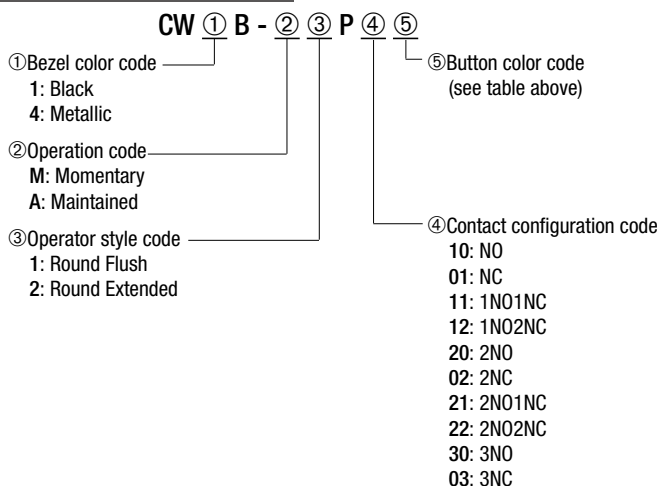 CW ① B - ② ③ P ④ ⑤
①Bezel color code
1: Black
4: Metallic
②Operation code
M: Momentary
A: Maintained
③Operator style code
1: Round Flush
2: Round Extended
⑤Button color code
(see table above)
④Contact configuration code
10: NO
01: NC
11: 1NO1NC
12: 1NO2NC
20: 2NO
02: 2NC
21: 2NO1NC
22: 2NO2NC
30: 3NO
03: 3NC